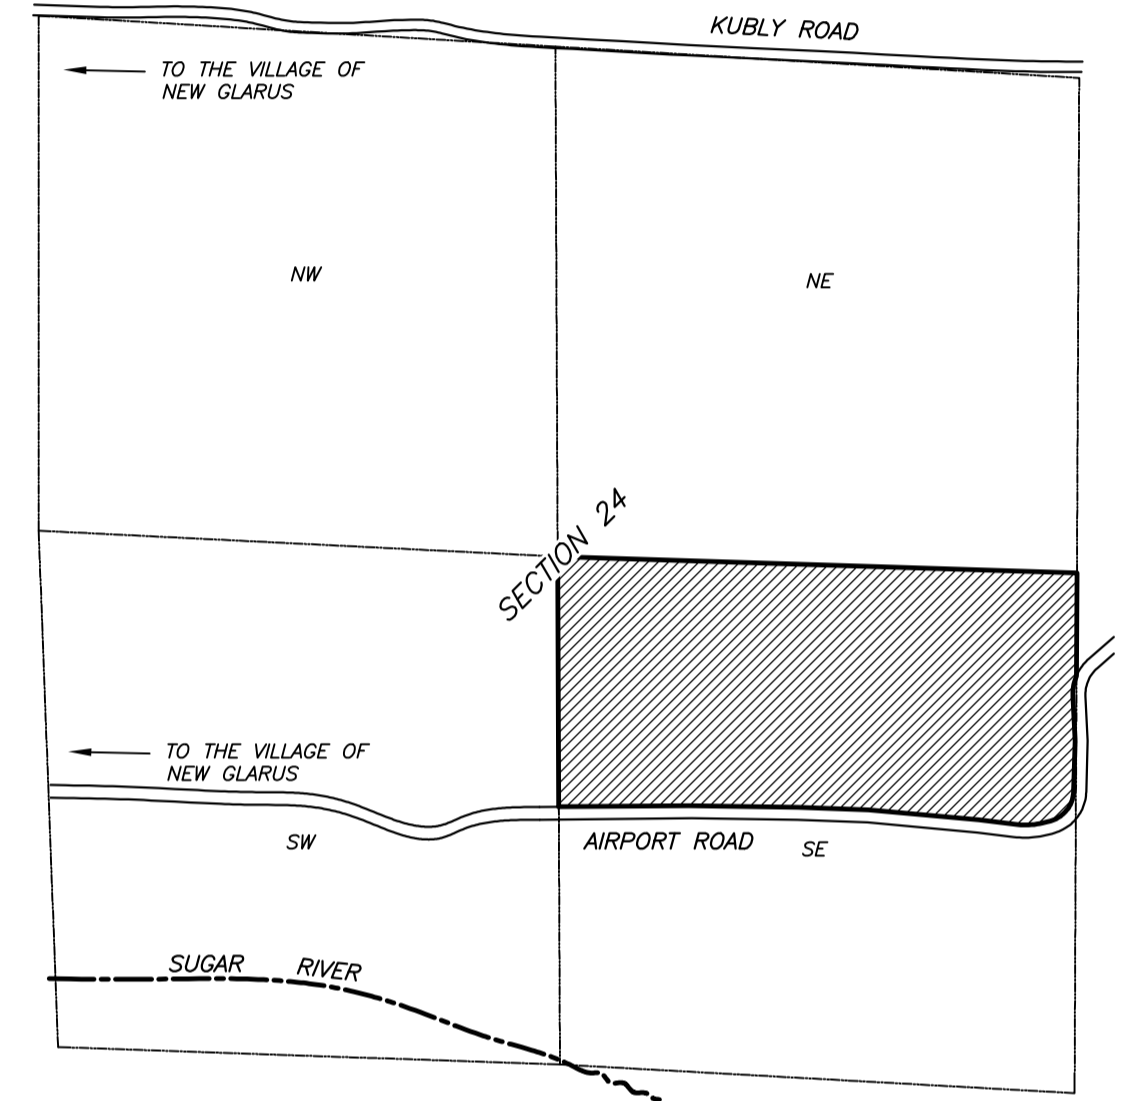 KUBLY ROAD
TO THE VILLAGE OF
NEW GLARUS
NW
NE
SECTION 24
TO THE VILLAGE OF
NEW GLARUS
SW
AIRPORT ROAD
SE
SUGAR RIVER